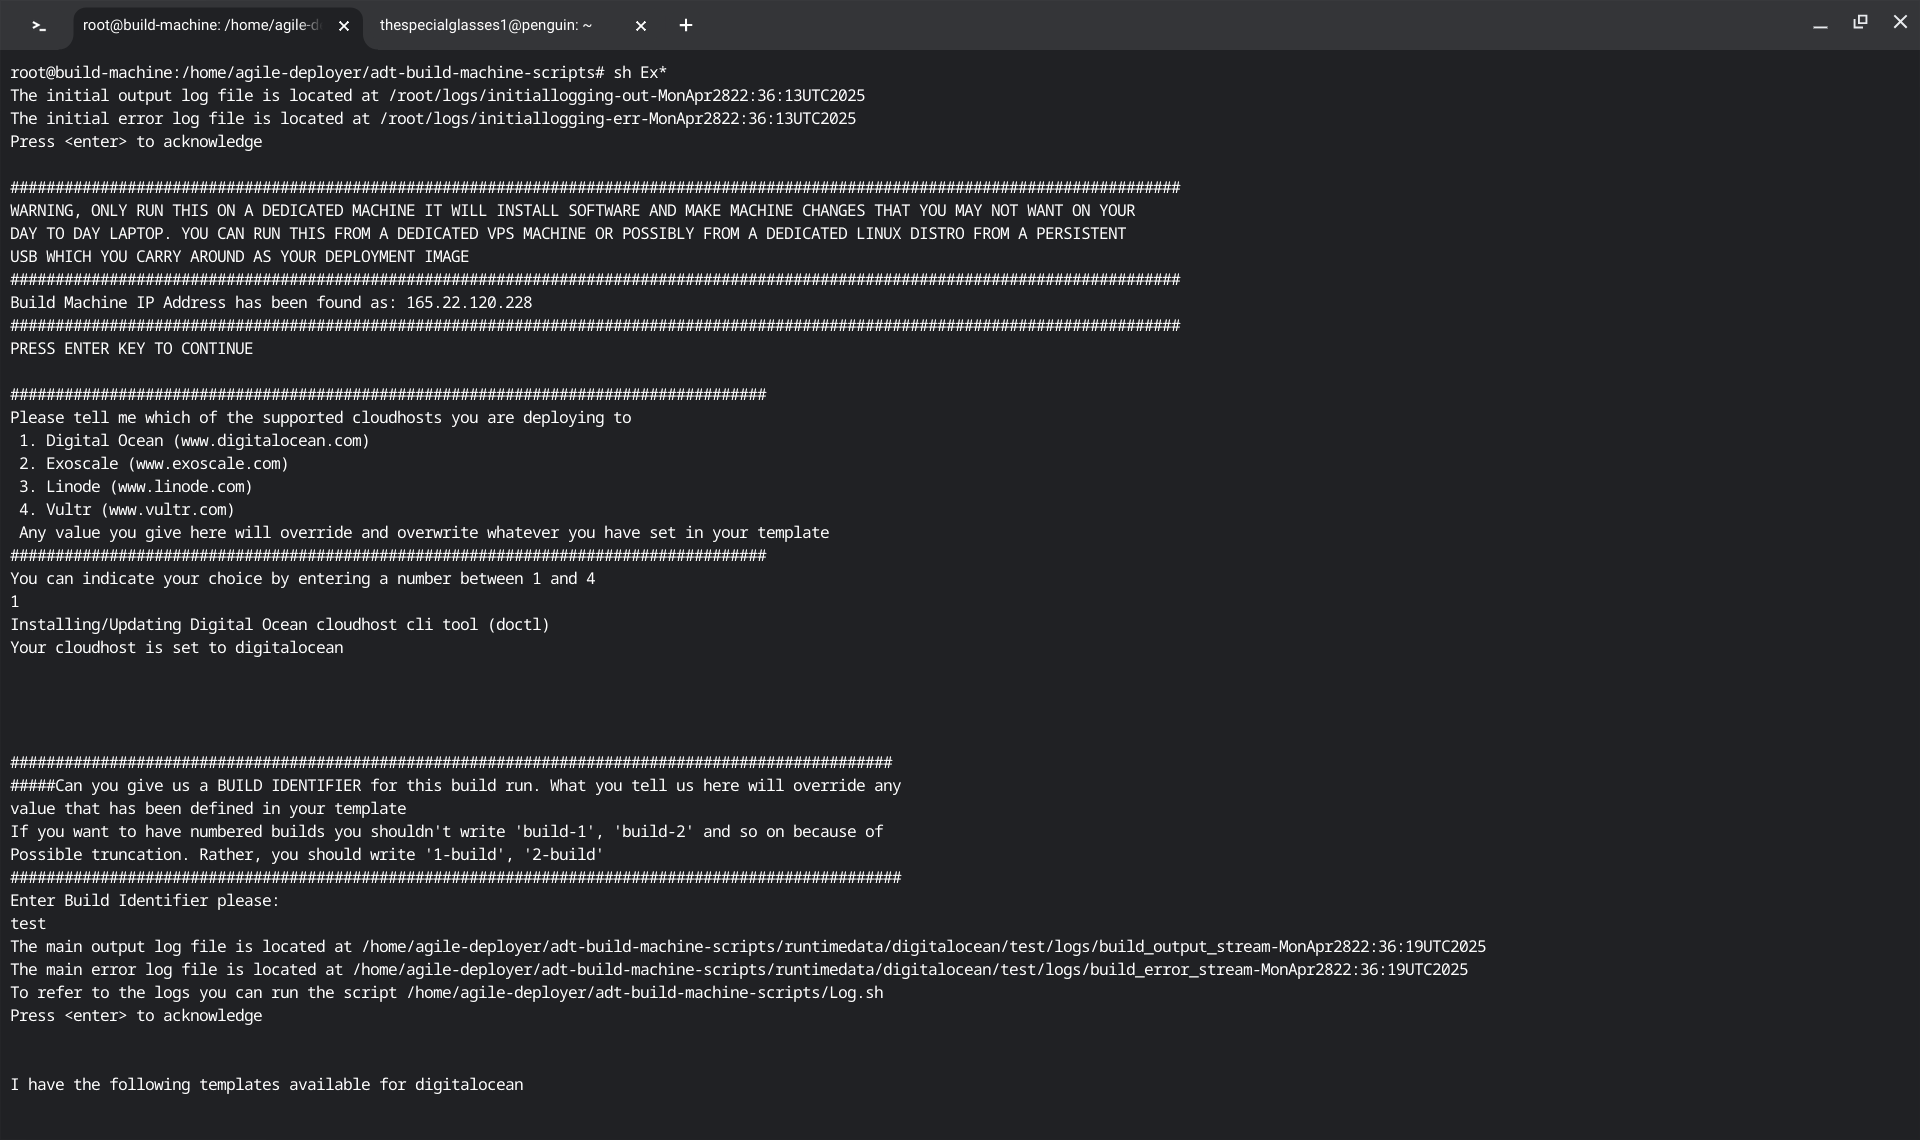 root@build-machine: /home/agile-d
thespecialglasses1@penguin: ~
root@build-machine:/home/agile-deployer/adt-build-machine-scripts# sh Ex*
The initial output log file is located at /root/logs/initiallogging-out-MonApr2822:36:13UTC2025
The initial error log file is located at /root/logs/initiallogging-err-MonApr2822:36:13UTC2025
Press <enter> to acknowledge
##################################################################################################################################
WARNING, ONLY RUN THIS ON A DEDICATED MACHINE IT WILL INSTALL SOFTWARE AND MAKE MACHINE CHANGES THAT YOU MAY NOT WANT ON YOUR
DAY TO DAY LAPTOP. YOU CAN RUN THIS FROM A DEDICATED VPS MACHINE OR POSSIBLY FROM A DEDICATED LINUX DISTRO FROM A PERSISTENT
USB WHICH YOU CARRY AROUND AS YOUR DEPLOYMENT IMAGE
##################################################################################################################################
Build Machine IP Address has been found as: 165.22.120.228
##################################################################################################################################
PRESS ENTER KEY TO CONTINUE
####################################################################################
Please tell me which of the supported cloudhosts you are deploying to
1. Digital Ocean (www.digitalocean.com)
2. Exoscale (www.exoscale.com)
3. Linode (www.linode.com)
4. Vultr (www.vultr.com)
Any value you give here will override and overwrite whatever you have set in your template
####################################################################################
You can indicate your choice by entering a number between 1 and 4
1
Installing/Updating Digital Ocean cloudhost cli tool (doctl)
Your cloudhost is set to digitalocean
##################################################################################################
#####Can you give us a BUILD IDENTIFIER for this build run. What you tell us here will override any
value that has been defined in your template
If you want to have numbered builds you shouldn't write 'build-1', 'build-2' and so on because of
Possible truncation. Rather, you should write '1-build', '2-build'
###################################################################################################
Enter Build Identifier please:
test
The main output log file is located at /home/agile-deployer/adt-build-machine-scripts/runtimedata/digitalocean/test/logs/build_output_stream-MonApr2822:36:19UTC2025
The main error log file is located at /home/agile-deployer/adt-build-machine-scripts/runtimedata/digitalocean/test/logs/build_error_stream-MonApr2822:36:19UTC2025
To refer to the logs you can run the script /home/agile-deployer/adt-build-machine-scripts/Log.sh
Press <enter> to acknowledge
I have the following templates available for digitalocean